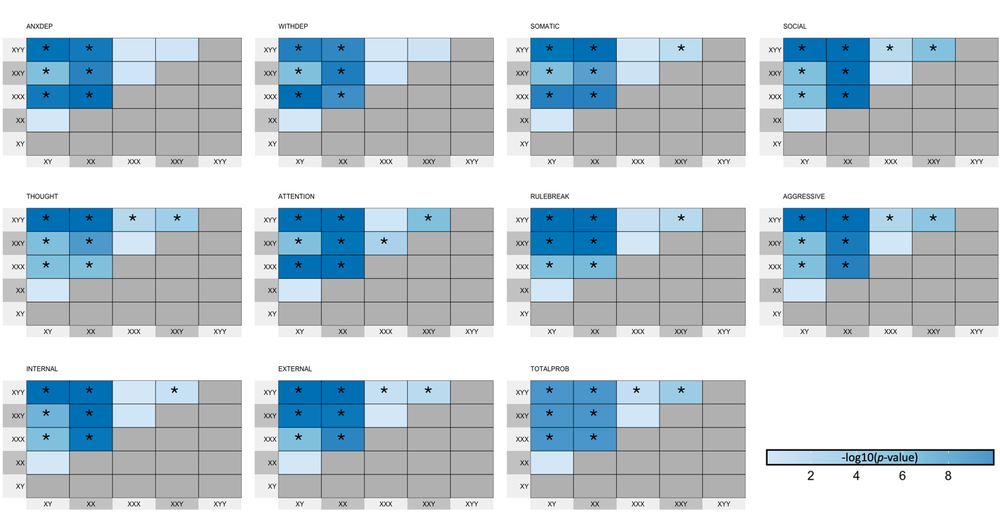 ANXDEP WITHDEP SOMATIC SOCIAL
XYY * * XYY * * XYY * * * XYY * * * *
XXY * * XXY * * XXY * * XXY * *
XXX * * XXX * * XXX * * XXX * *
XX XX XX XX
XY XY XY XY
XY XX XXX XXY XYY XY XX XXX XXY XYY XY XX XXX XXY XYY XY XX XXX XXY XYY
THOUGHT ATTENTION RULEBREAK AGGRESSIVE
XYY * * * * XYY * * * XYY * * * XYY * * * *
XXY * * XXY * * * XXY * * XXY * *
XXX * * XXX * * XXX * * XXX * *
XX XX XX XX
XY XY XY XY
XY XX XXX XXY XYY XY XX XXX XXY XYY XY XX XXX XXY XYY XY XX XXX XXY XYY
INTERNAL EXTERNAL TOTALPROB
XYY * * * XYY * * * * XYY * * * *
XXY * * XXY * * XXY * *
XXX * * XXX * * XXX * *
XX XX XX
XY XY XY
XY XX XXX XXY XYY XY XX XXX XXY XYY XY XX XXX XXY XYY
-log10(p-value)
2 4 6 8